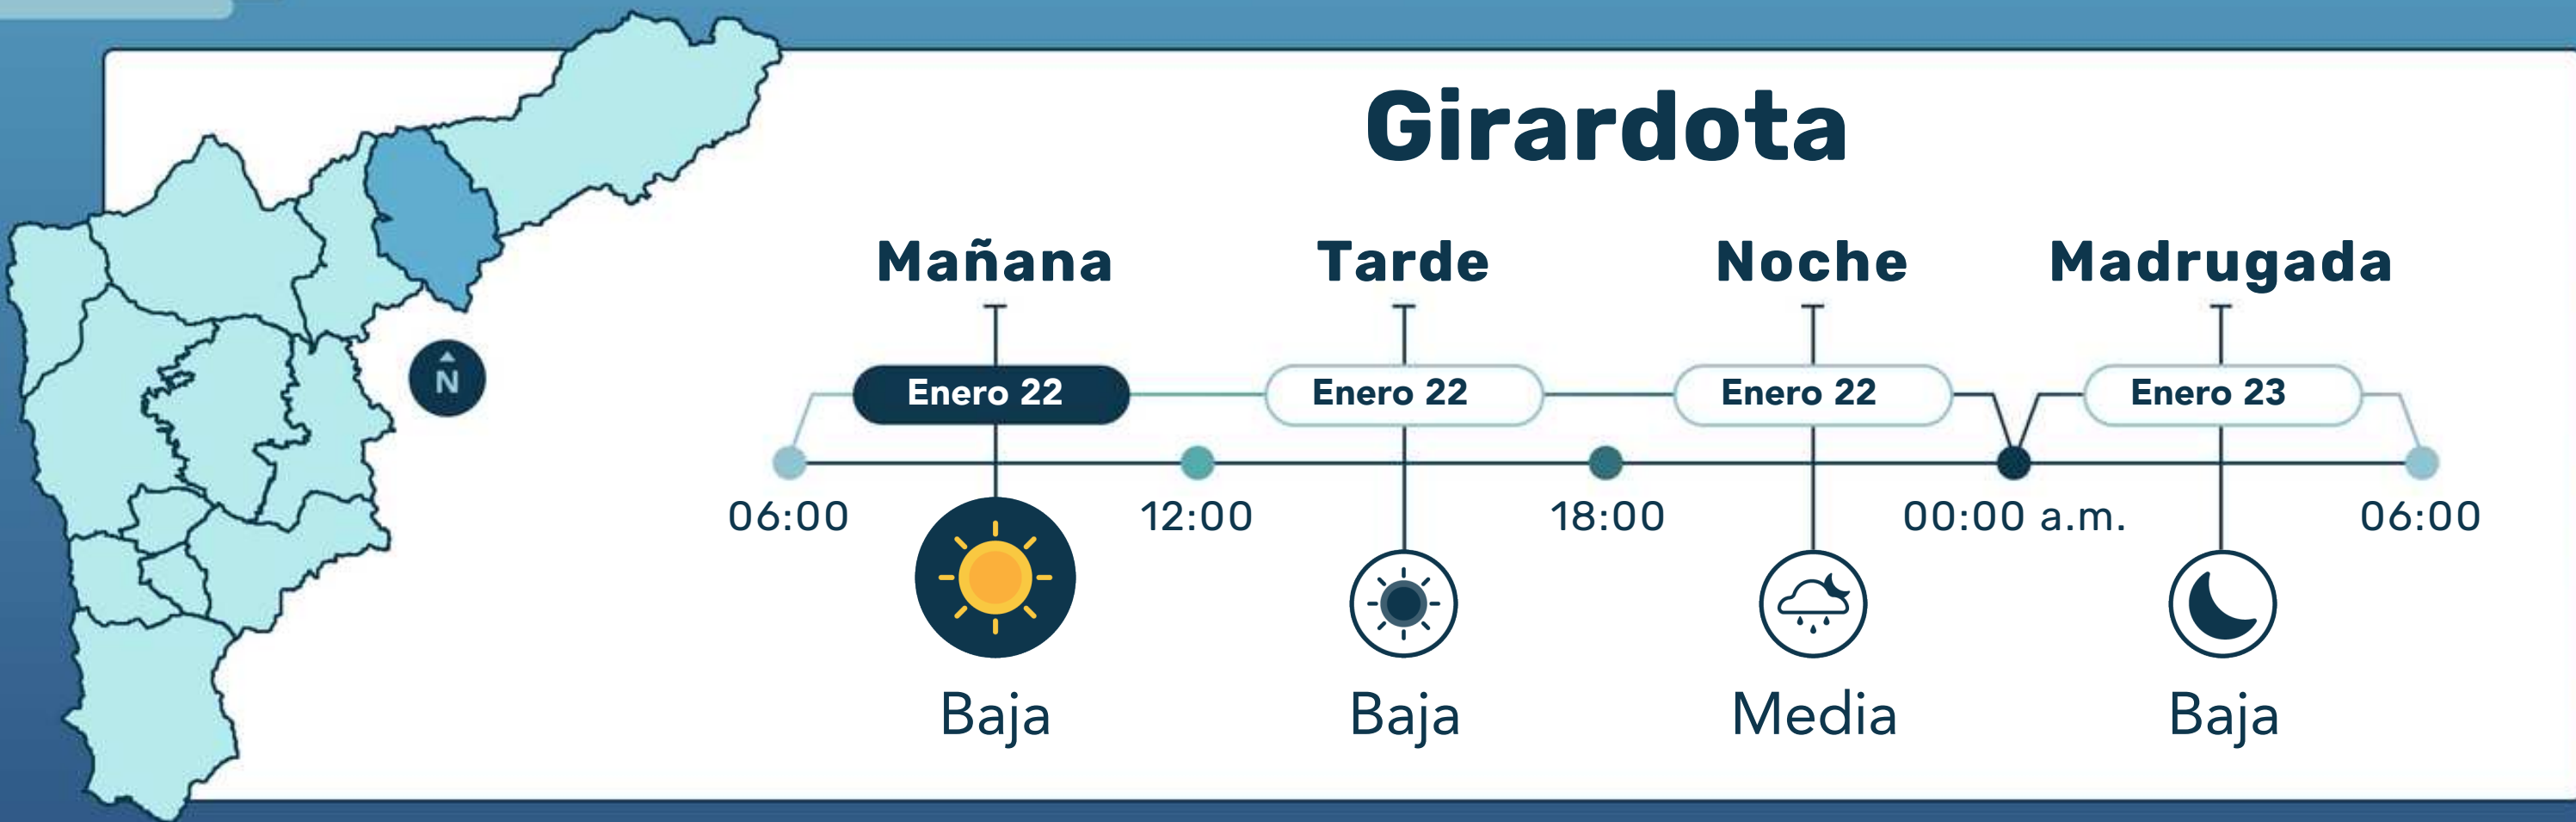 Girardota
Mañana Tarde Noche Madrugada
N
Enero 22 Enero 22 Enero 22 Enero 23
06:00 12:00 18:00 00:00 a.m. 06:00
Baja Baja Media Baja